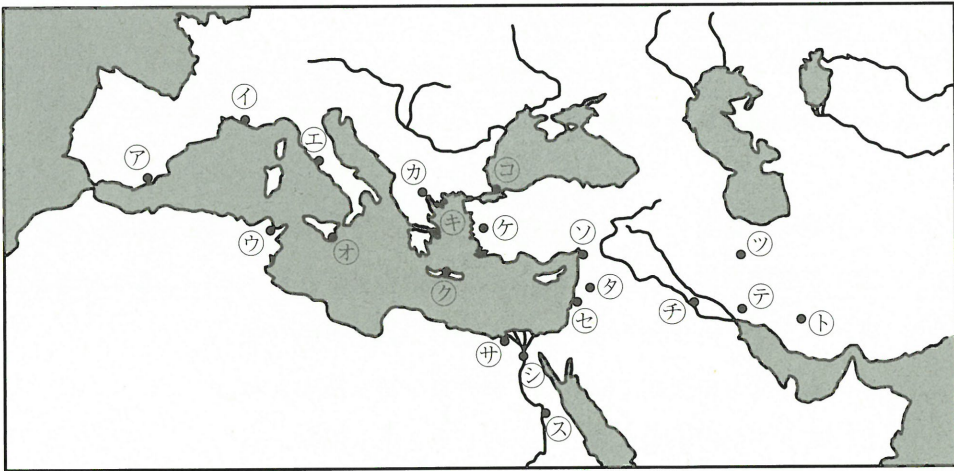 ア
イ
ウ
エ
オ
カ
キ
ク
ケ
コ
サ
シ
ス
セ
ソ
タ
チ
ツ
テ
ト